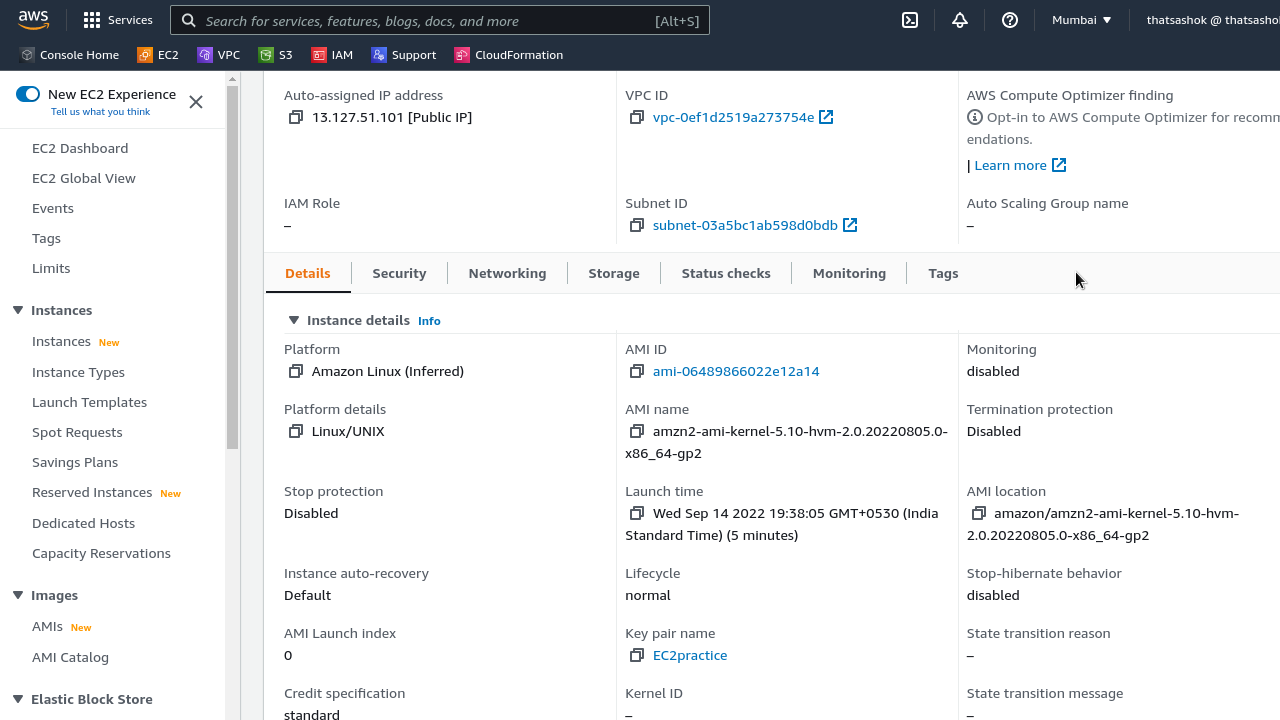 aws
Services
Search for services, features, blogs, docs, and more
[Alt+S]
Mumbai
thatsashok @ thatsashok
Console Home
EC2
VPC
S3
IAM
Support
CloudFormation
New EC2 Experience
Tell us what you think
EC2 Dashboard
EC2 Global View
Events
Tags
Limits
Instances
Instances New
Instance Types
Launch Templates
Spot Requests
Savings Plans
Reserved Instances New
Dedicated Hosts
Capacity Reservations
Images
AMIs New
AMI Catalog
Elastic Block Store
Auto-assigned IP address
13.127.51.101 [Public IP]
VPC ID
vpc-0ef1d2519a273754e
AWS Compute Optimizer finding
Opt-in to AWS Compute Optimizer for recomm
endations.
| Learn more
IAM Role
–
Subnet ID
subnet-03a5bc1ab598d0bdb
Auto Scaling Group name
–
Details
Security
Networking
Storage
Status checks
Monitoring
Tags
Instance details Info
Platform
Amazon Linux (Inferred)
AMI ID
ami-06489866022e12a14
Monitoring
disabled
Platform details
Linux/UNIX
AMI name
amzn2-ami-kernel-5.10-hvm-2.0.20220805.0-
x86_64-gp2
Termination protection
Disabled
Stop protection
Disabled
Launch time
Wed Sep 14 2022 19:38:05 GMT+0530 (India
Standard Time) (5 minutes)
AMI location
amazon/amzn2-ami-kernel-5.10-hvm-
2.0.20220805.0-x86_64-gp2
Instance auto-recovery
Default
Lifecycle
normal
Stop-hibernate behavior
disabled
AMI Launch index
0
Key pair name
EC2practice
State transition reason
–
Credit specification
standard
Kernel ID
–
State transition message
–